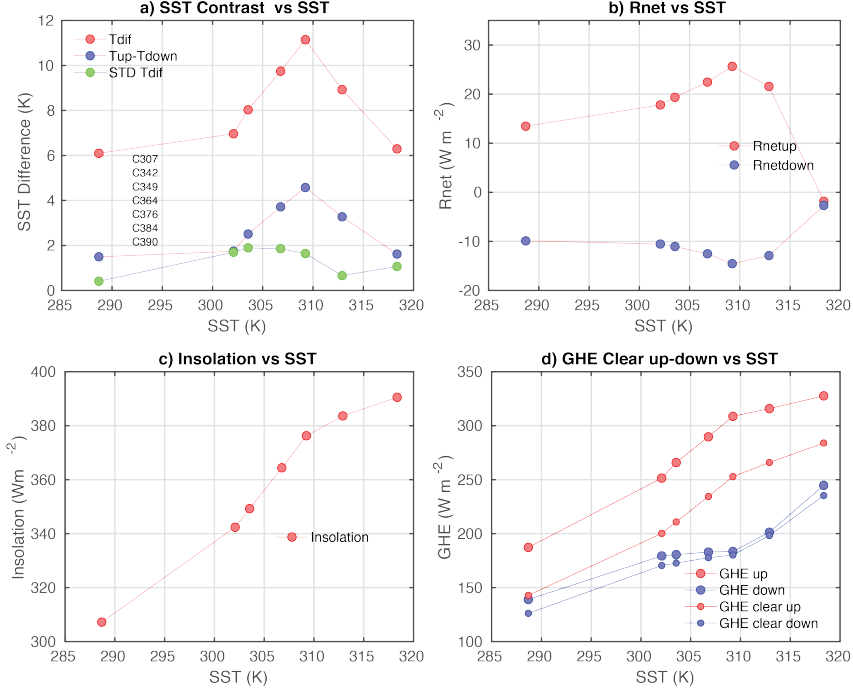 a) SST Contrast  vs SST
12
10
8
6
4
2
0
SST Difference (K)
Tdif
Tup-Tdown
STD Tdif
C307
C342
C349
C364
C376
C384
C390
285 290 295 300 305 310 315 320
SST (K)
b) Rnet vs SST
30
20
10
0
-10
-20
Rnet (W m -2)
Rnetup
Rnetdown
285 290 295 300 305 310 315 320
SST (K)
c) Insolation vs SST
400
380
360
340
320
300
Insolation (Wm -2)
Insolation
285 290 295 300 305 310 315 320
SST (K)
d) GHE Clear up-down vs SST
350
300
250
200
150
100
GHE (W m -2)
GHE up
GHE down
GHE clear up
GHE clear down
285 290 295 300 305 310 315 320
SST (K)